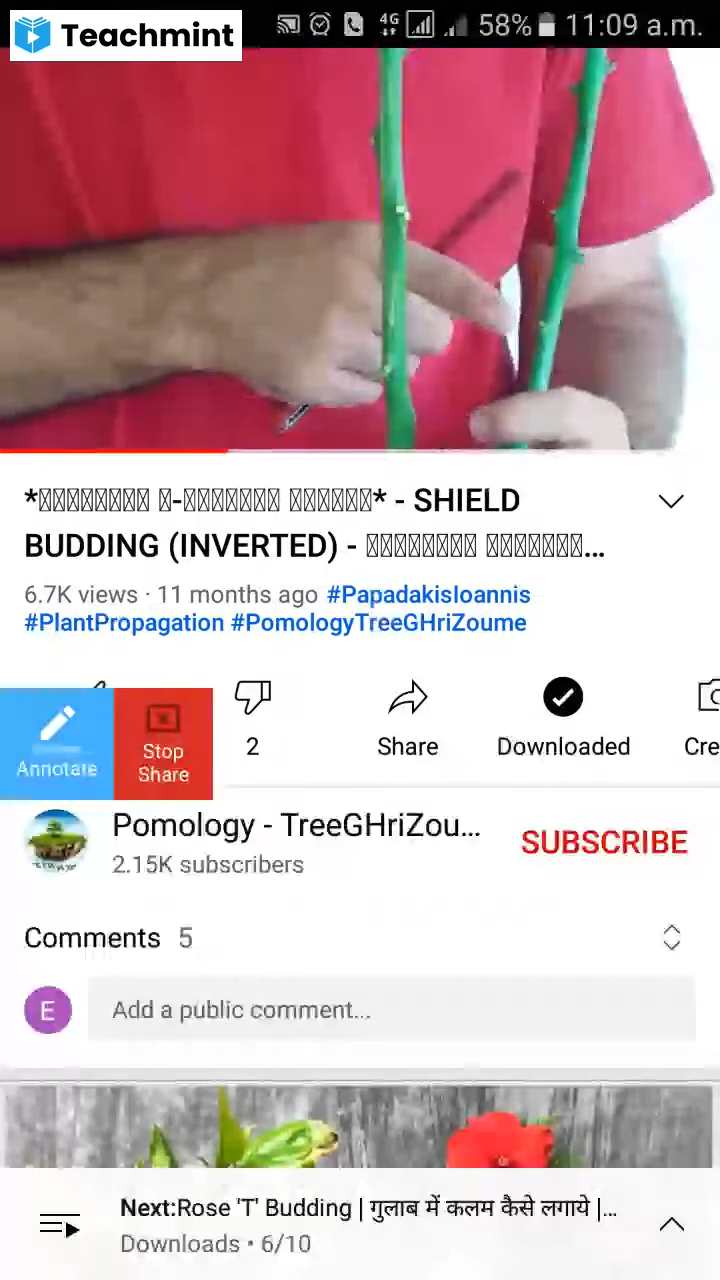 Teachmint
4G 58% 11:09 a.m.
- SHIELD
BUDDING (INVERTED) -
6.7K views · 11 months ago #PapadakisIoannis
#PlantPropagation #PomologyTreeGHriZoume
Annotate
Stop
Share
2
Share
Downloaded
Cre
Pomology - TreeGHriZou...
2.15K subscribers
SUBSCRIBE
Comments 5
E
Add a public comment...
Next:Rose 'T' Budding | गुलाब में कलम कैसे लगाये |...
Downloads • 6/10